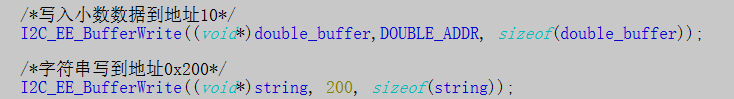 /*写入小数数据到地址10*/
I2C_EE_BufferWrite((void*)double_buffer,DOUBLE_ADDR, sizeof(double_buffer));
/*字符串写到地址0x200*/
I2C_EE_BufferWrite((void*)string, 200, sizeof(string));